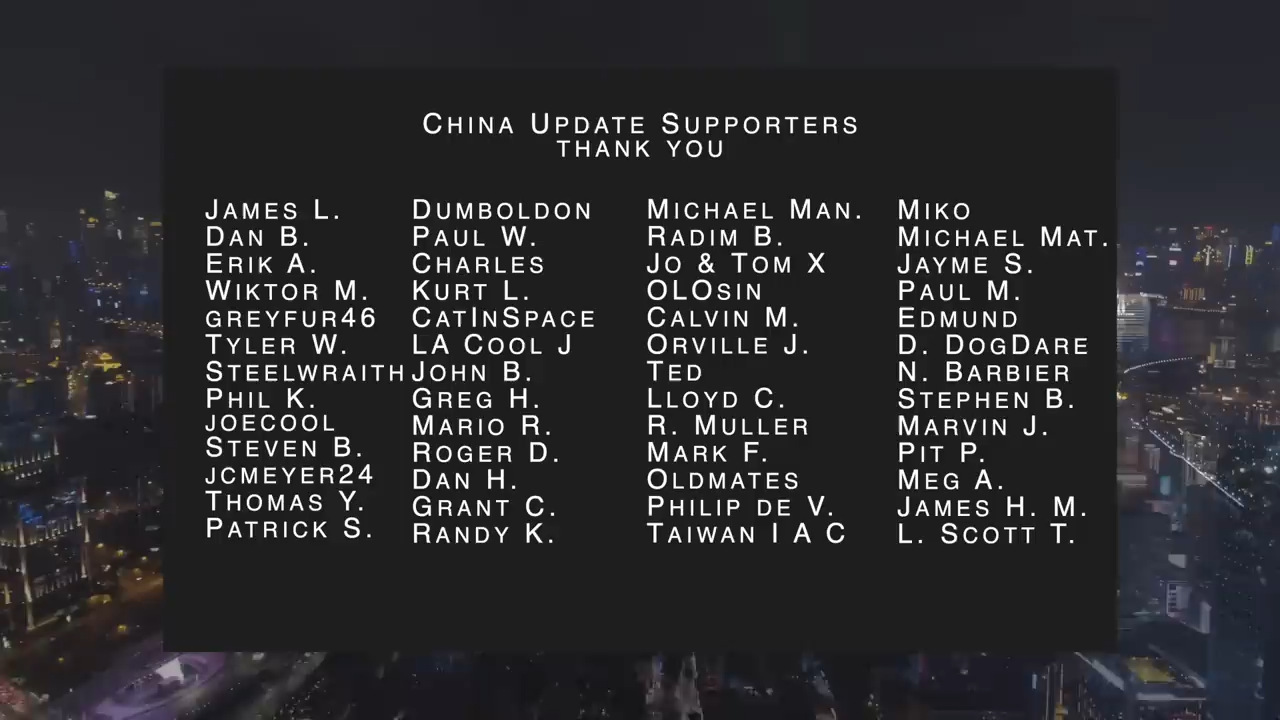 China Update Supporters
THANK YOU
James L.
Dan B.
Erik A.
Wiktor M.
greyfur46
Tyler W.
Steelwraith
Phil K.
joecool
Steven B.
jcmeyer24
Thomas Y.
Patrick S.
Dumboldon
Paul W.
Charles
Kurt L.
CatInSpace
LA Cool J
John B.
Greg H.
Mario R.
Roger D.
Dan H.
Grant C.
Randy K.
Michael Man.
Radim B.
Jo & Tom X
OLOsin
Calvin M.
Orville J.
Ted
Lloyd C.
R. Muller
Mark F.
Oldmates
Philip de V.
Taiwan I A C
Miko
Michael Mat.
Jayme S.
Paul M.
Edmund
D. DogDare
N. Barbier
Stephen B.
Marvin J.
Pit P.
Meg A.
James H. M.
L. Scott T.